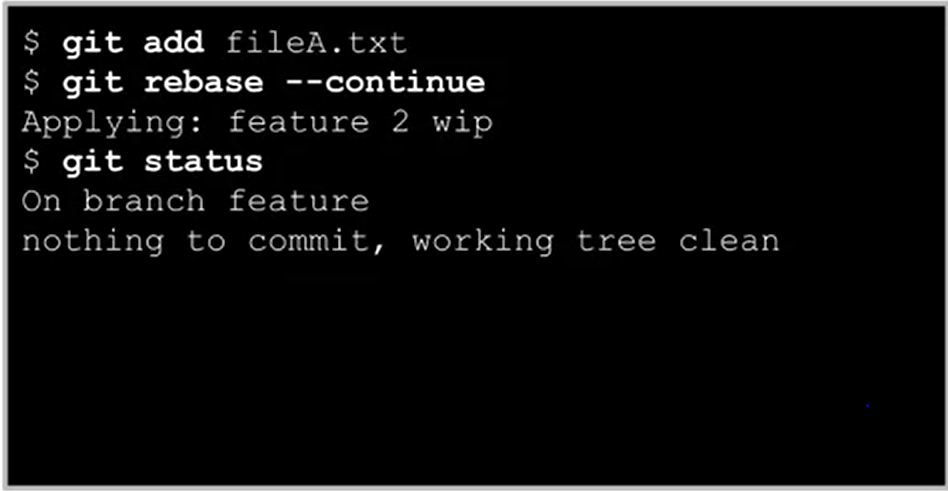 $ git add fileA.txt
$ git rebase --continue
Applying: feature 2 wip
$ git status
On branch feature
nothing to commit, working tree clean